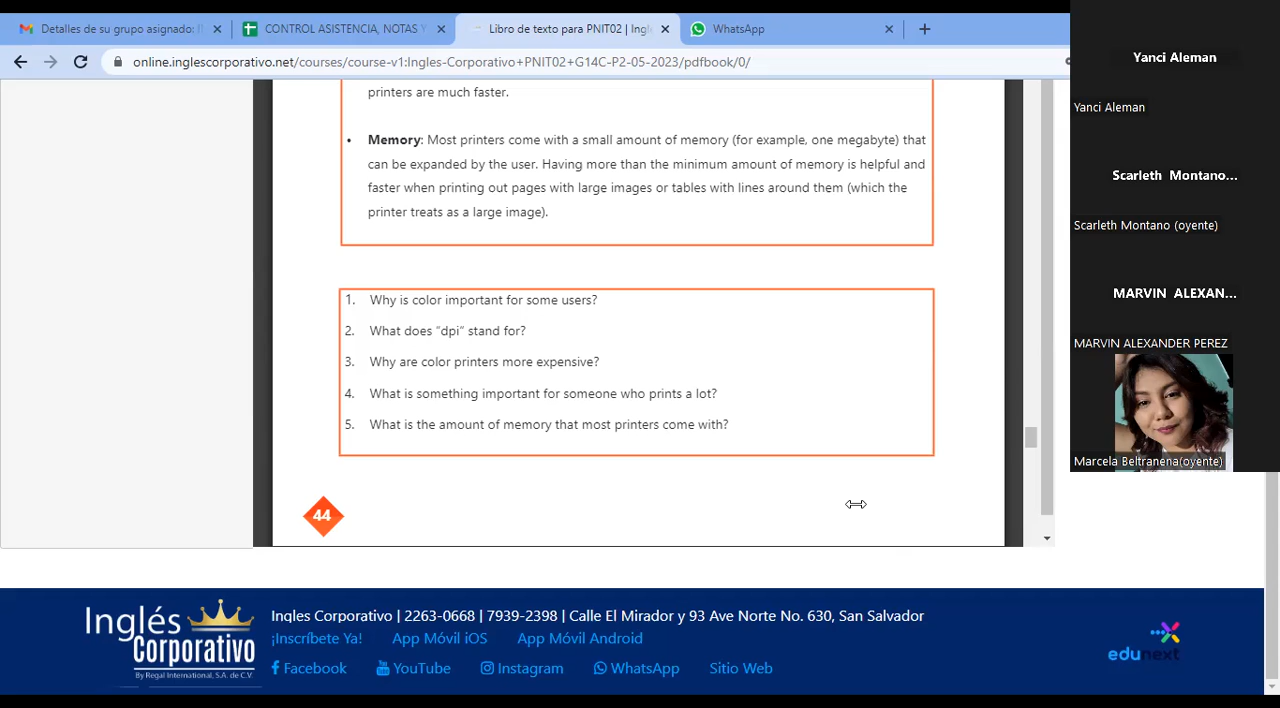 Detalles de su grupo asignado: I
CONTROL ASISTENCIA, NOTAS Y
Libro de texto para PNIT02 | Ingl
WhatsApp
online.inglescorporativo.net/courses/course-v1:Ingles-Corporativo+PNIT02+G14C-P2-05-2023/pdfbook/0/
printers are much faster.
• Memory: Most printers come with a small amount of memory (for example, one megabyte) that
can be expanded by the user. Having more than the minimum amount of memory is helpful and
faster when printing out pages with large images or tables with lines around them (which the
printer treats as a large image).
1. Why is color important for some users?
2. What does “dpi” stand for?
3. Why are color printers more expensive?
4. What is something important for someone who prints a lot?
5. What is the amount of memory that most printers come with?
44
Yanci Aleman
Yanci Aleman
Scarleth Montano...
Scarleth Montano (oyente)
MARVIN ALEXAN...
MARVIN ALEXANDER PEREZ
Marcela Beltranena(oyente)
Inglés
Corporativo
By Regal International, S.A. de C.V.
Ingles Corporativo | 2263-0668 | 7939-2398 | Calle El Mirador y 93 Ave Norte No. 630, San Salvador
¡Inscríbete Ya! App Móvil iOS App Móvil Android
Facebook YouTube Instagram WhatsApp Sitio Web
edunext